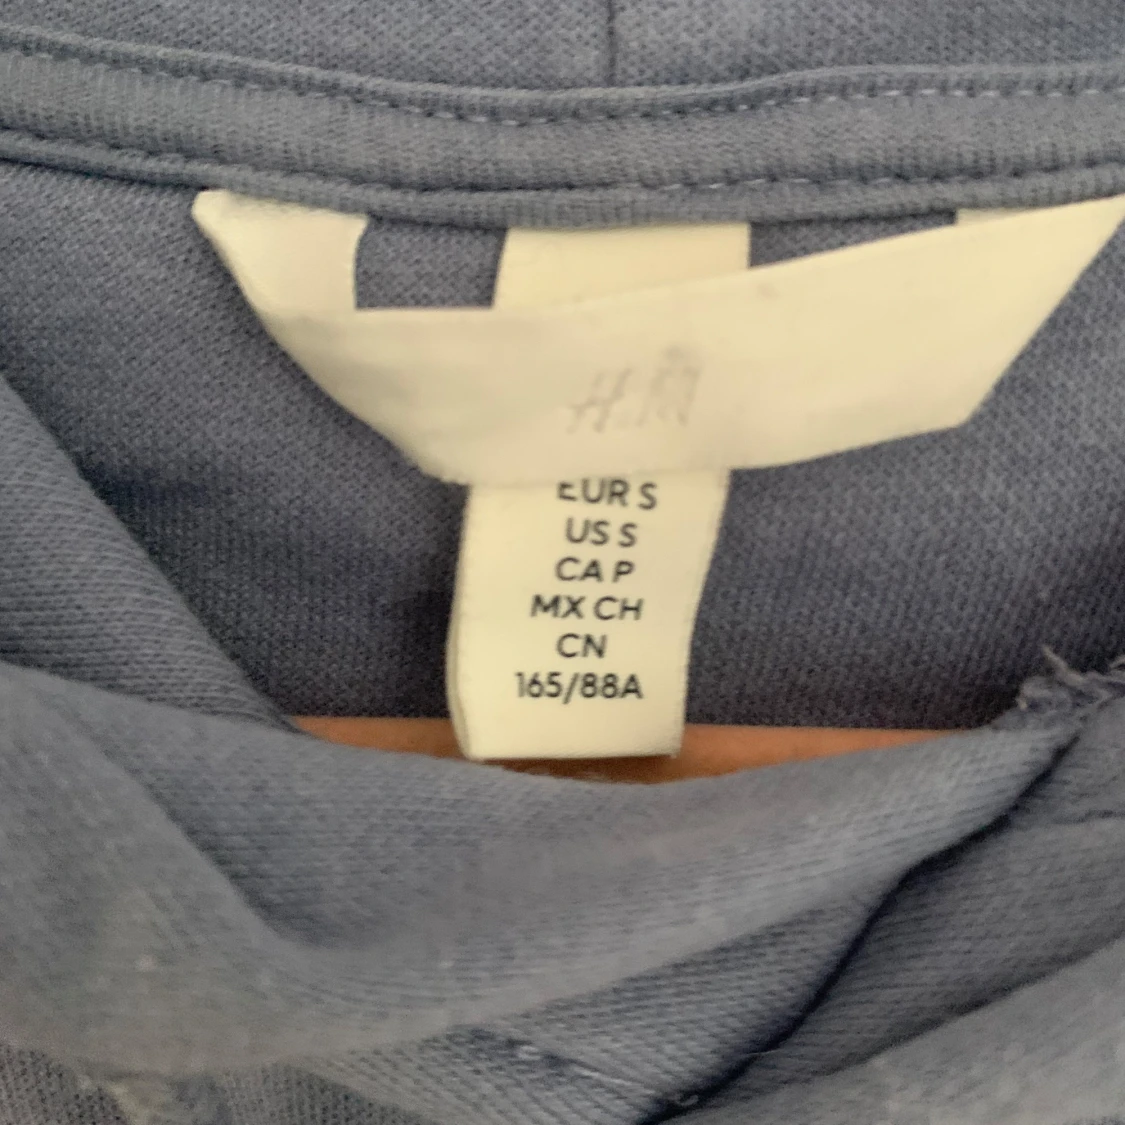 H&M
EUR S
US S
CA P
MX CH
CN
165/88A